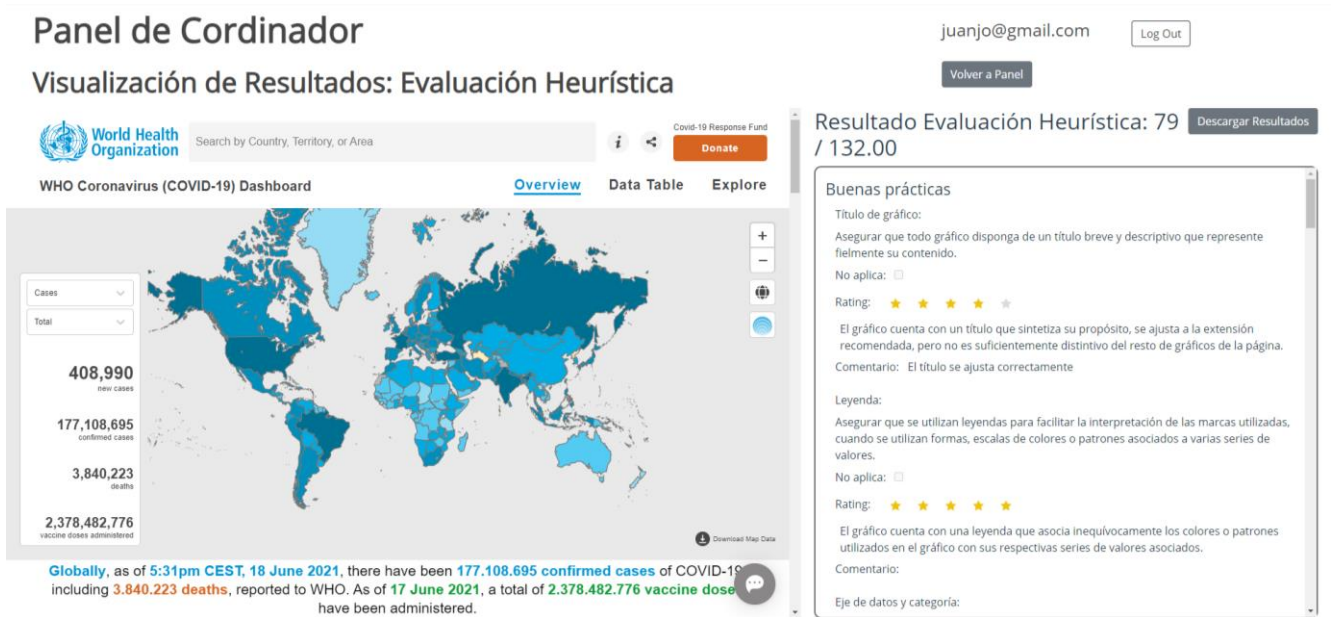 Panel de Cordinador
juanjo@gmail.com
Log Out
Visualización de Resultados: Evaluación Heurística
Volver a Panel
World Health
Organization
Search by Country, Territory, or Area
i
Covid-19 Response Fund
Donate
WHO Coronavirus (COVID-19) Dashboard
Overview
Data Table
Explore
+
−
Cases
Total
408,990
new cases
177,108,695
confirmed cases
3,840,223
deaths
2,378,482,776
vaccine doses administered
Download Map Data
Globally, as of 5:31pm CEST, 18 June 2021, there have been 177.108.695 confirmed cases of COVID-19
including 3.840.223 deaths, reported to WHO. As of 17 June 2021, a total of 2.378.482.776 vaccine dose
have been administered.
Resultado Evaluación Heurística: 79
/ 132.00
Descargar Resultados
Buenas prácticas
Título de gráfico:
Asegurar que todo gráfico disponga de un título breve y descriptivo que represente
fielmente su contenido.
No aplica:
Rating:
El gráfico cuenta con un título que sintetiza su propósito, se ajusta a la extensión
recomendada, pero no es suficientemente distintivo del resto de gráficos de la página.
Comentario: El título se ajusta correctamente
Leyenda:
Asegurar que se utilizan leyendas para facilitar la interpretación de las marcas utilizadas,
cuando se utilizan formas, escalas de colores o patrones asociados a varias series de
valores.
No aplica:
Rating:
El gráfico cuenta con una leyenda que asocia inequívocamente los colores o patrones
utilizados en el gráfico con sus respectivas series de valores asociados.
Comentario:
Eje de datos y categoría: